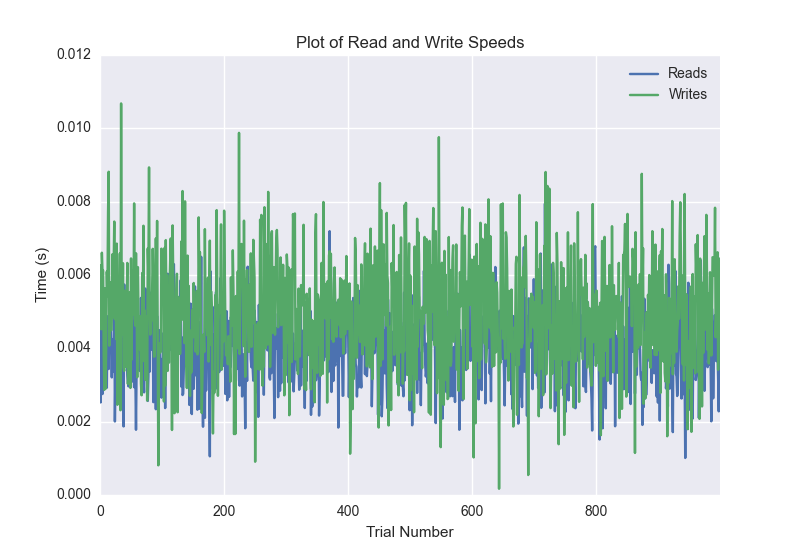 Plot of Read and Write Speeds
0.012
0.010
0.008
0.006
0.004
0.002
0.000
Time (s)
Reads
Writes
0 200 400 600 800
Trial Number